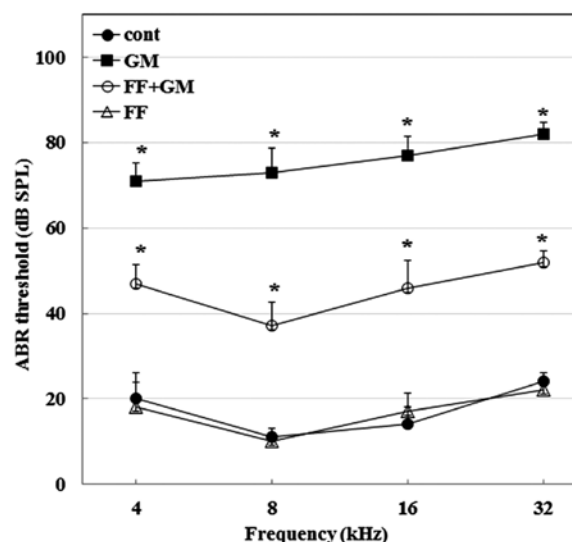 cont
GM
FF+GM
FF
100
80
60
40
20
0
ABR threshold (dB SPL)
* * * *
* * * *
4 8 16 32
Frequency (kHz)